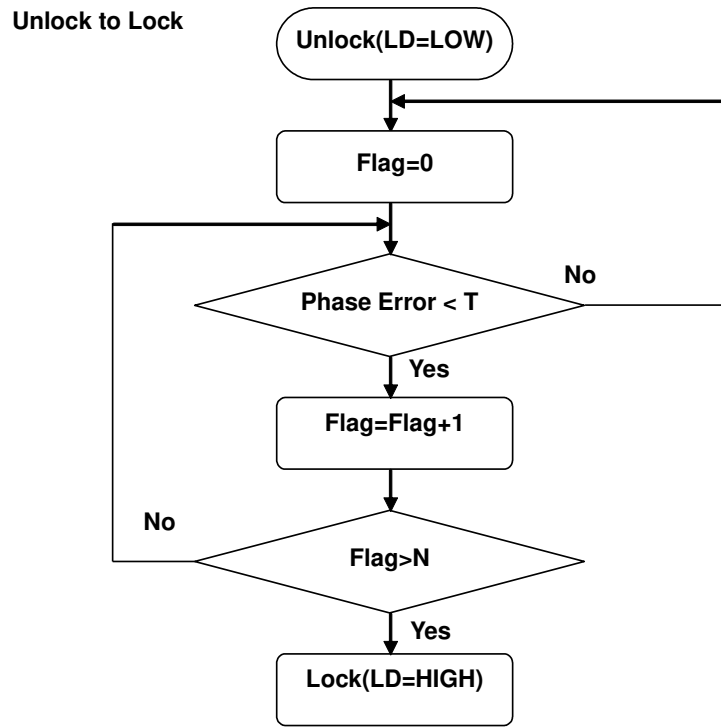 Unlock to Lock
Unlock(LD=LOW)
Flag=0
Phase Error < T
No
Yes
Flag=Flag+1
No
Flag>N
Yes
Lock(LD=HIGH)